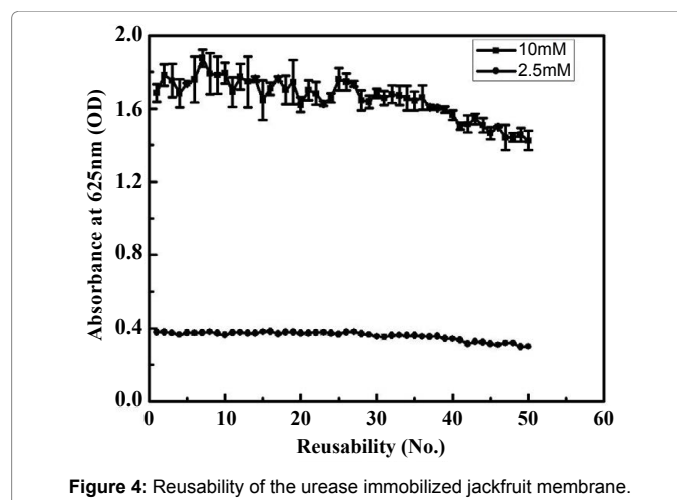 2.0
1.6
1.2
0.8
0.4
0.0
Absorbance at 625nm (OD)
10mM
2.5mM
0 10 20 30 40 50 60
Reusability (No.)
Figure 4: Reusability of the urease immobilized jackfruit membrane.